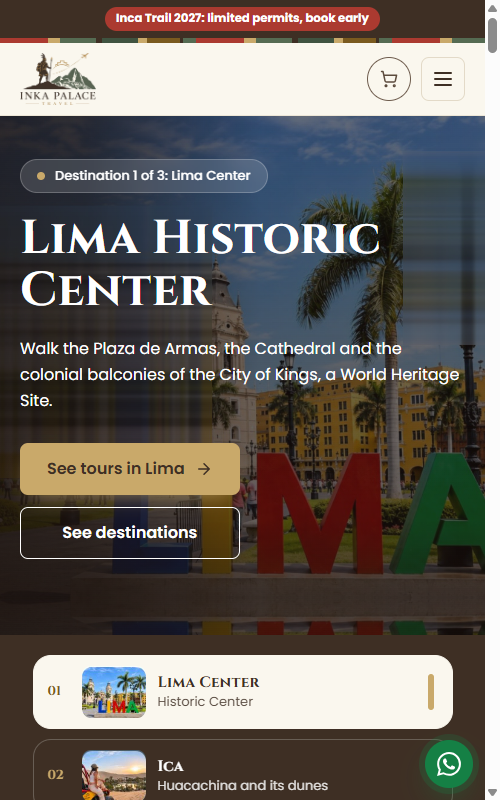 Inca Trail 2027: limited permits, book early
INKA PALACE
TRAVEL
Destination 1 of 3: Lima Center
Lima Historic
Center
Walk the Plaza de Armas, the Cathedral and the
colonial balconies of the City of Kings, a World Heritage
Site.
See tours in Lima →
See destinations
LIMA
01
Lima Center
Historic Center
02
Ica
Huacachina and its dunes